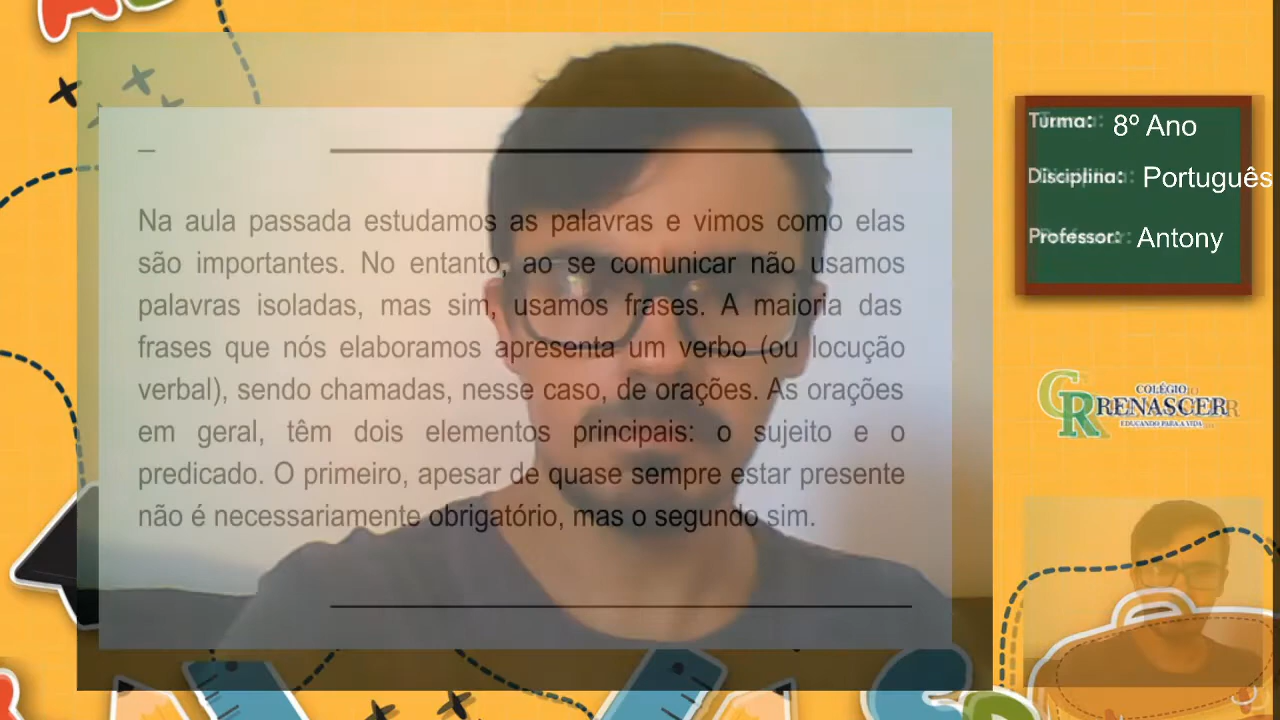 Na aula passada estudamos as palavras e vimos como elas
são importantes. No entanto, ao se comunicar não usamos
palavras isoladas, mas sim, usamos frases. A maioria das
frases que nós elaboramos apresenta um verbo (ou locução
verbal), sendo chamadas, nesse caso, de orações. As orações
em geral, têm dois elementos principais: o sujeito e o
predicado. O primeiro, apesar de quase sempre estar presente
não é necessariamente obrigatório, mas o segundo sim.
Turma: 8º Ano
Disciplina: Português
Professor: Antony
CR
COLÉGIO
RENASCER
EDUCANDO PARA A VIDA